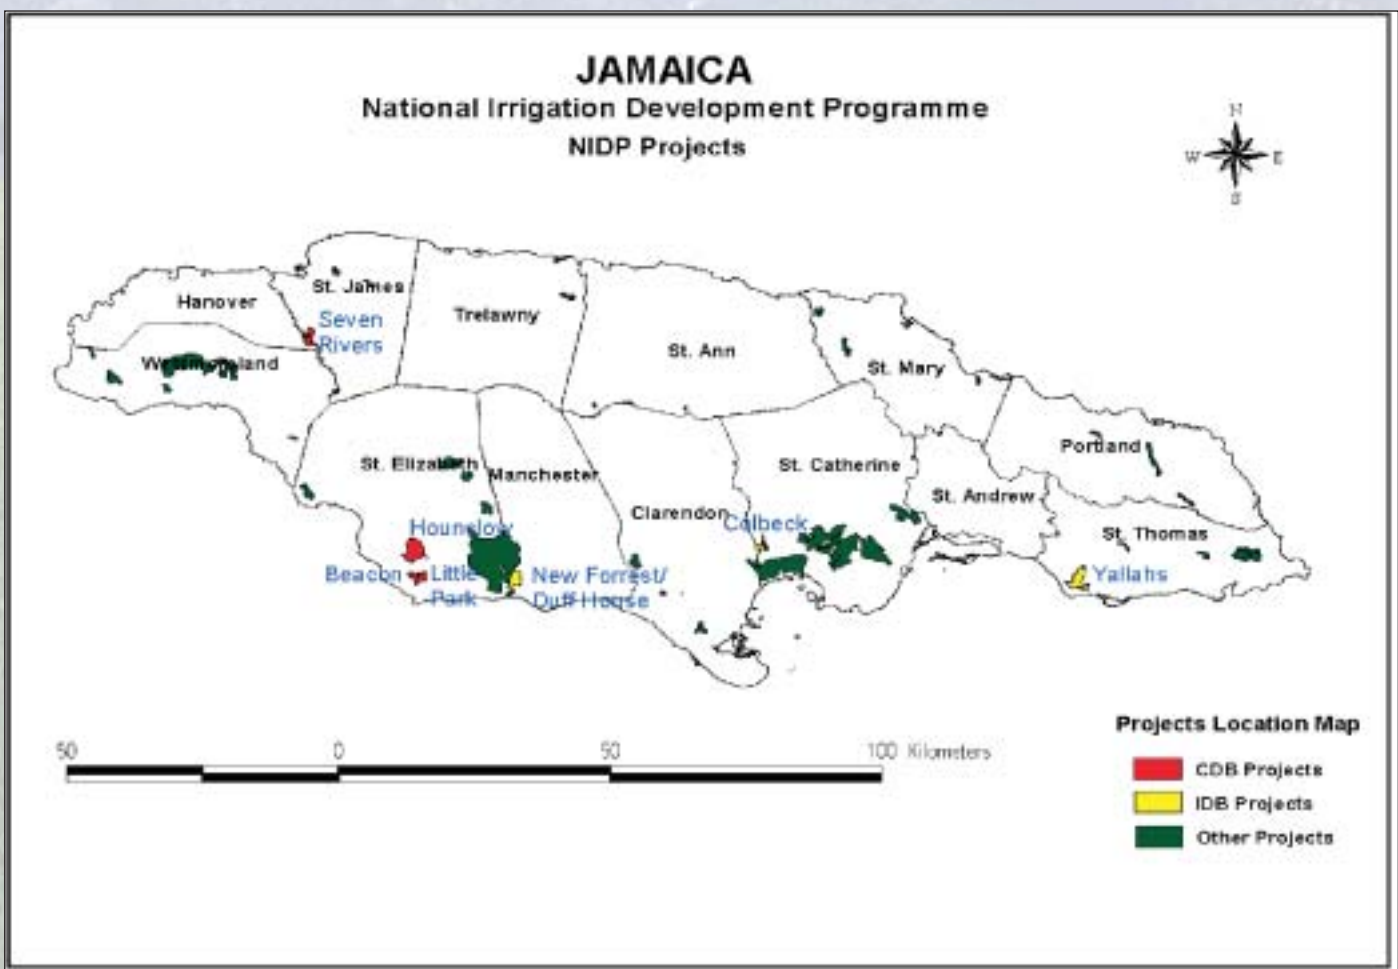 JAMAICA
National Irrigation Development Programme
NIDP Projects
N
W E
S
Hanover
St. James
Seven
Rivers
Trelawny
St. Ann
Westmoreland
St. Mary
Portland
St. Elizabeth
Manchester
St. Catherine
St. Andrew
Clarendon
Colbeck
St. Thomas
Hounslow
Beacon
Little
Park
New Forrest/
Duff House
Yallahs
50 0 50 100 Kilometers
Projects Location Map
CDB Projects
IDB Projects
Other Projects